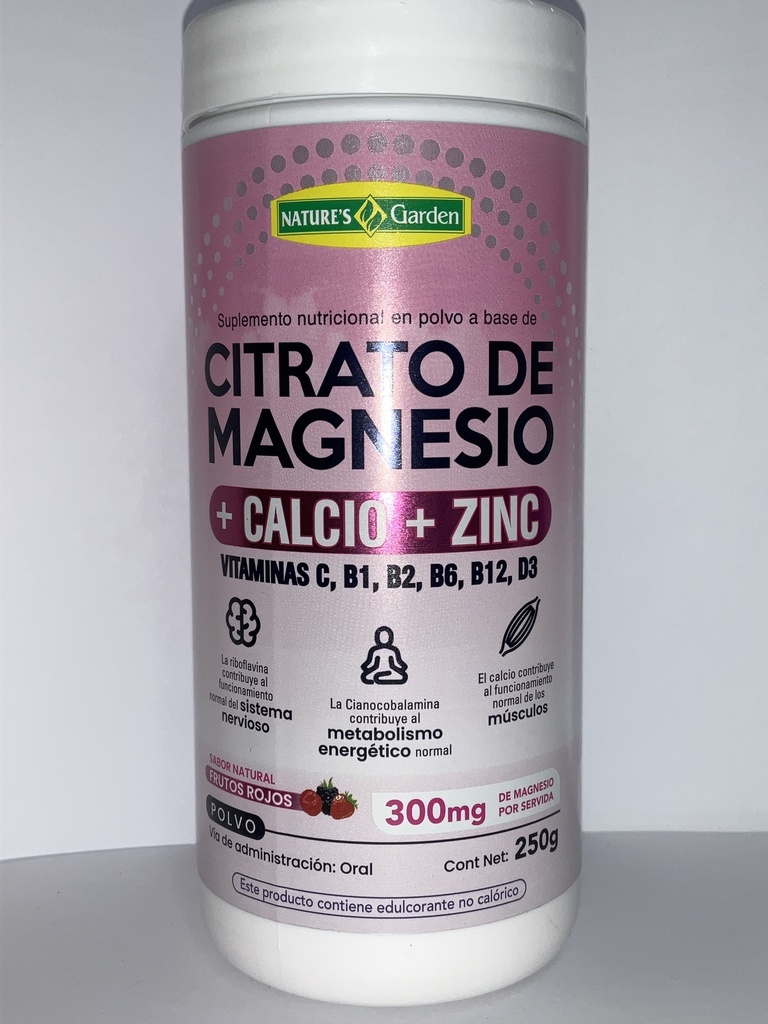 NATURE'S Garden
Suplemento nutricional en polvo a base de
CITRATO DE
MAGNESIO
+ CALCIO + ZINC
VITAMINAS C, B1, B2, B6, B12, D3
La riboflavina
contribuye al
funcionamiento
normal del sistema
nervioso
La Cianocobalamina
contribuye al
metabolismo
energético normal
El calcio contribuye
al funcionamiento
normal de los
músculos
SABOR NATURAL
FRUTOS ROJOS
300mg
DE MAGNESIO
POR SERVIDA
POLVO
Vía de administración: Oral
Cont Net: 250g
Este producto contiene edulcorante no calórico